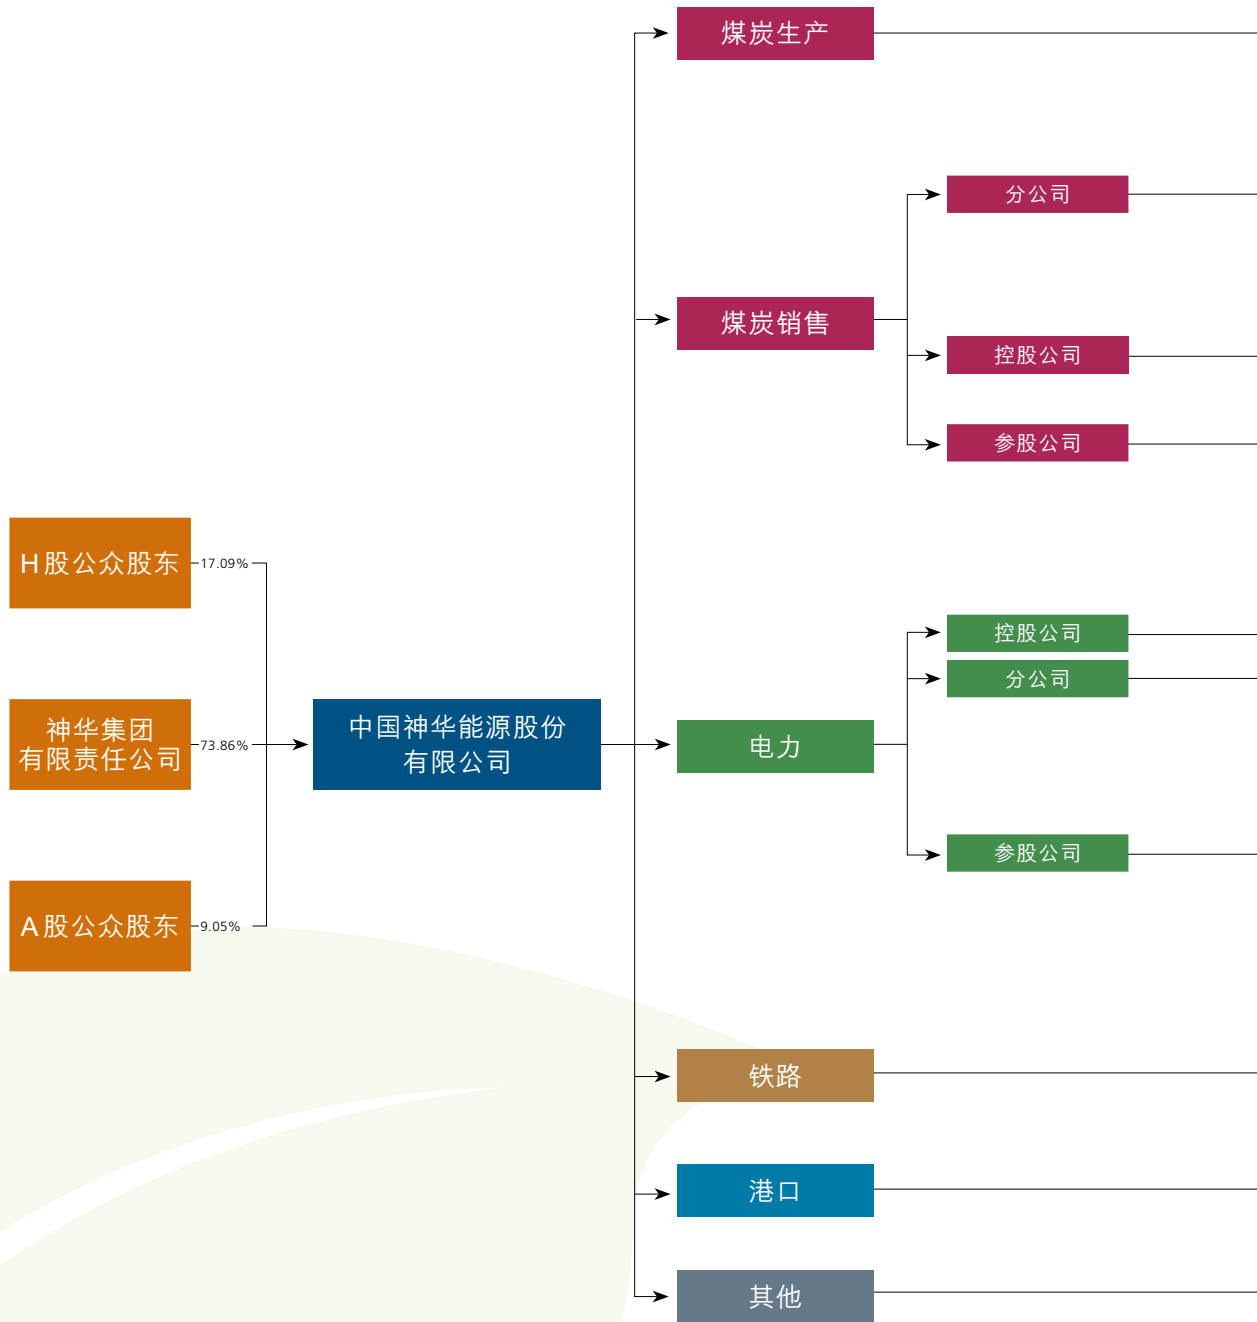 煤炭生产
分公司
煤炭销售
控股公司
参股公司
H股公众股东
17.09%
神华集团
有限责任公司
73.86%
A股公众股东
9.05%
中国神华能源股份
有限公司
控股公司
分公司
电力
参股公司
铁路
港口
其他